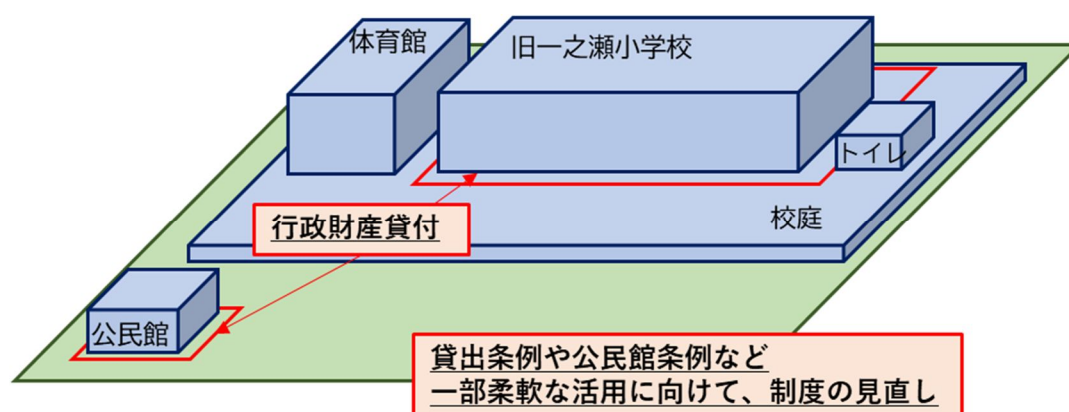 体育館
旧一之瀬小学校
トイレ
校庭
行政財産貸付
公民館
貸出条例や公民館条例など
一部柔軟な活用に向けて、制度の見直し